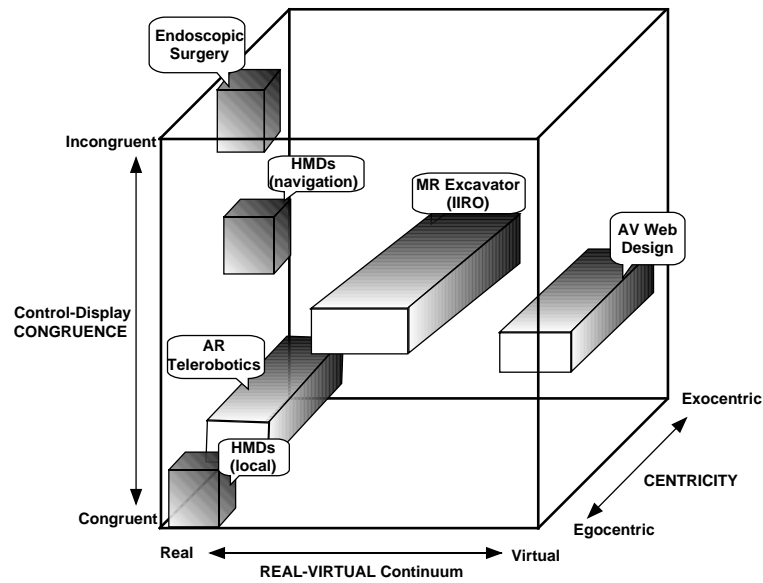 Endoscopic
Surgery
Incongruent
HMDs
(navigation)
MR Excavator
(IIRO)
AV Web
Design
Control-Display
CONGRUENCE
AR
Telerobotics
Exocentric
HMDs
(local)
CENTRICITY
Congruent
Egocentric
Real
Virtual
REAL-VIRTUAL Continuum